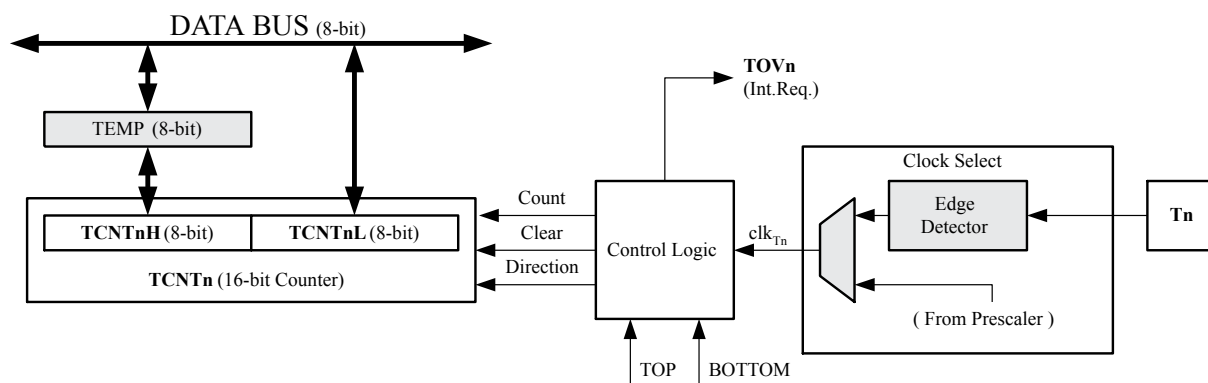 DATA BUS (8-bit)
TOVn
(Int.Req.)
TEMP (8-bit)
Clock Select
Count
Edge
Detector
Tn
TCNTnH (8-bit) TCNTnL (8-bit)
Clear
Control Logic
clkTn
TCNTn (16-bit Counter)
Direction
( From Prescaler )
TOP
BOTTOM